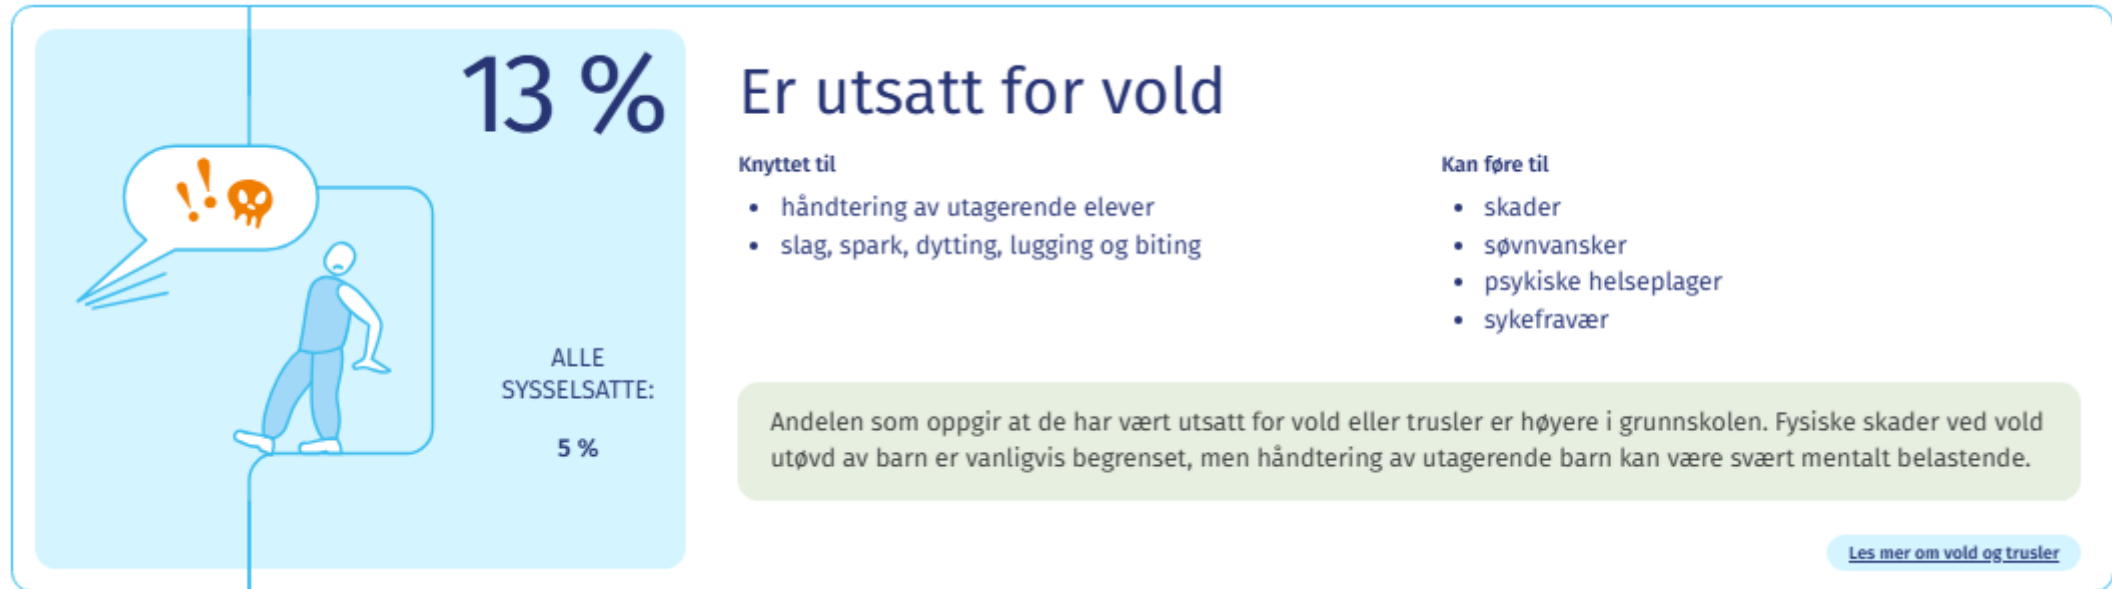 13 %
ALLE
SYSSELSATTE:
5 %
Er utsatt for vold
Knyttet til
• håndtering av utagerende elever
• slag, spark, dytting, lugging og biting
Kan føre til
• skader
• søvnvansker
• psykiske helseplager
• sykefravær
Andelen som oppgir at de har vært utsatt for vold eller trusler er høyere i grunnskolen. Fysiske skader ved vold
utøvd av barn er vanligvis begrenset, men håndtering av utagerende barn kan være svært mentalt belastende.
Les mer om vold og trusler